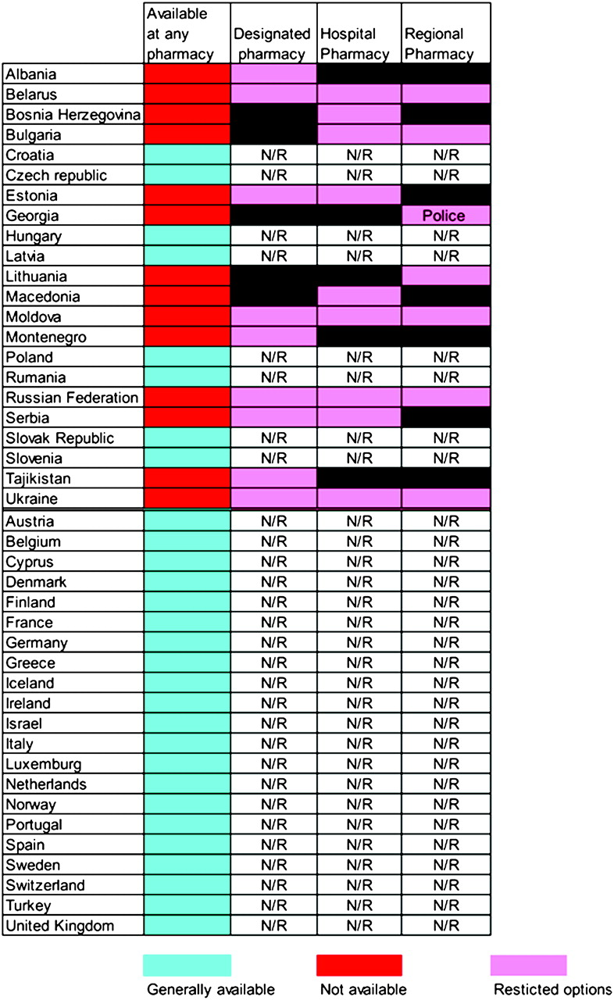 Available at any pharmacy Designated pharmacy Hospital Pharmacy Regional Pharmacy
Albania
Belarus
Bosnia Herzegovina
Bulgaria
Croatia N/R N/R N/R
Czech republic N/R N/R N/R
Estonia
Georgia Police
Hungary N/R N/R N/R
Latvia N/R N/R N/R
Lithuania
Macedonia
Moldova
Montenegro
Poland N/R N/R N/R
Rumania N/R N/R N/R
Russian Federation
Serbia
Slovak Republic N/R N/R N/R
Slovenia N/R N/R N/R
Tajikistan
Ukraine
Austria N/R N/R N/R
Belgium N/R N/R N/R
Cyprus N/R N/R N/R
Denmark N/R N/R N/R
Finland N/R N/R N/R
France N/R N/R N/R
Germany N/R N/R N/R
Greece N/R N/R N/R
Iceland N/R N/R N/R
Ireland N/R N/R N/R
Israel N/R N/R N/R
Italy N/R N/R N/R
Luxemburg N/R N/R N/R
Netherlands N/R N/R N/R
Norway N/R N/R N/R
Portugal N/R N/R N/R
Spain N/R N/R N/R
Sweden N/R N/R N/R
Switzerland N/R N/R N/R
Turkey N/R N/R N/R
United Kingdom N/R N/R N/R
Generally available Not available Resticted options